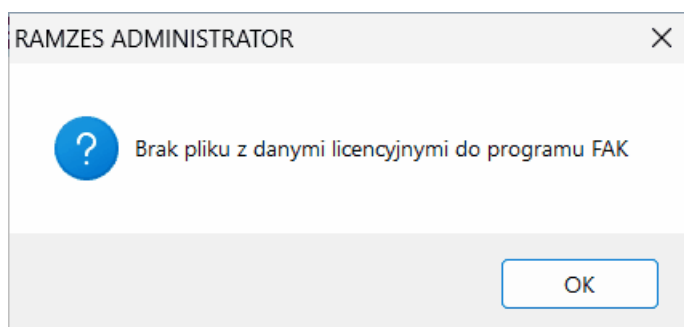 RAMZES ADMINISTRATOR
Brak pliku z danymi licencyjnymi do programu FAK
OK